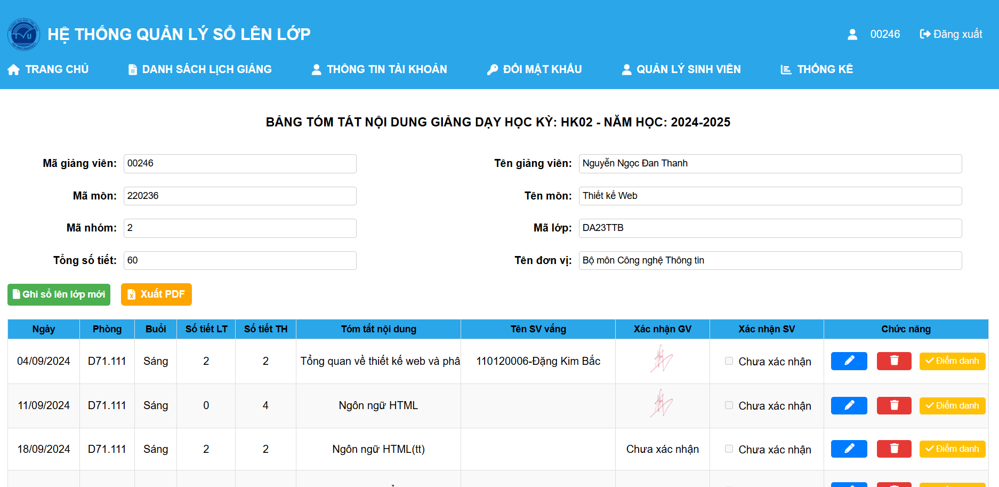 HỆ THỐNG QUẢN LÝ SỔ LÊN LỚP
00246
Đăng xuất
TRANG CHỦ
DANH SÁCH LỊCH GIẢNG
THÔNG TIN TÀI KHOẢN
ĐỔI MẬT KHẨU
QUẢN LÝ SINH VIÊN
THỐNG KÊ
BẢNG TÓM TÁT NỘI DUNG GIẢNG DẠY HỌC KỲ: HK02 - NĂM HỌC: 2024-2025
Mã giảng viên: 00246
Tên giảng viên: Nguyễn Ngọc Đan Thanh
Mã môn: 220236
Tên môn: Thiết kế Web
Mã nhóm: 2
Mã lớp: DA23TTB
Tổng số tiết: 60
Tên đơn vị: Bộ môn Công nghệ Thông tin
Ghi sổ lên lớp mới
Xuất PDF
Ngày Phòng Buổi Số tiết LT Số tiết TH Tóm tắt nội dung Tên SV vắng Xác nhận GV Xác nhận SV Chức năng
04/09/2024 D71.111 Sáng 2 2 Tổng quan về thiết kế web và phâ 110120006-Đặng Kim Bắc Chưa xác nhận Điểm danh
11/09/2024 D71.111 Sáng 0 4 Ngôn ngữ HTML Chưa xác nhận Điểm danh
18/09/2024 D71.111 Sáng 2 2 Ngôn ngữ HTML(tt) Chưa xác nhận Chưa xác nhận Điểm danh